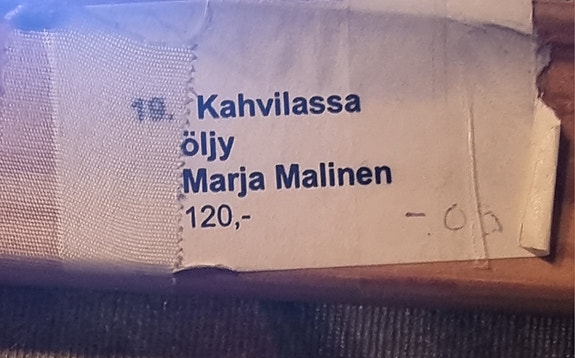 19. Kahvilassa
öljy
Marja Malinen
120,-